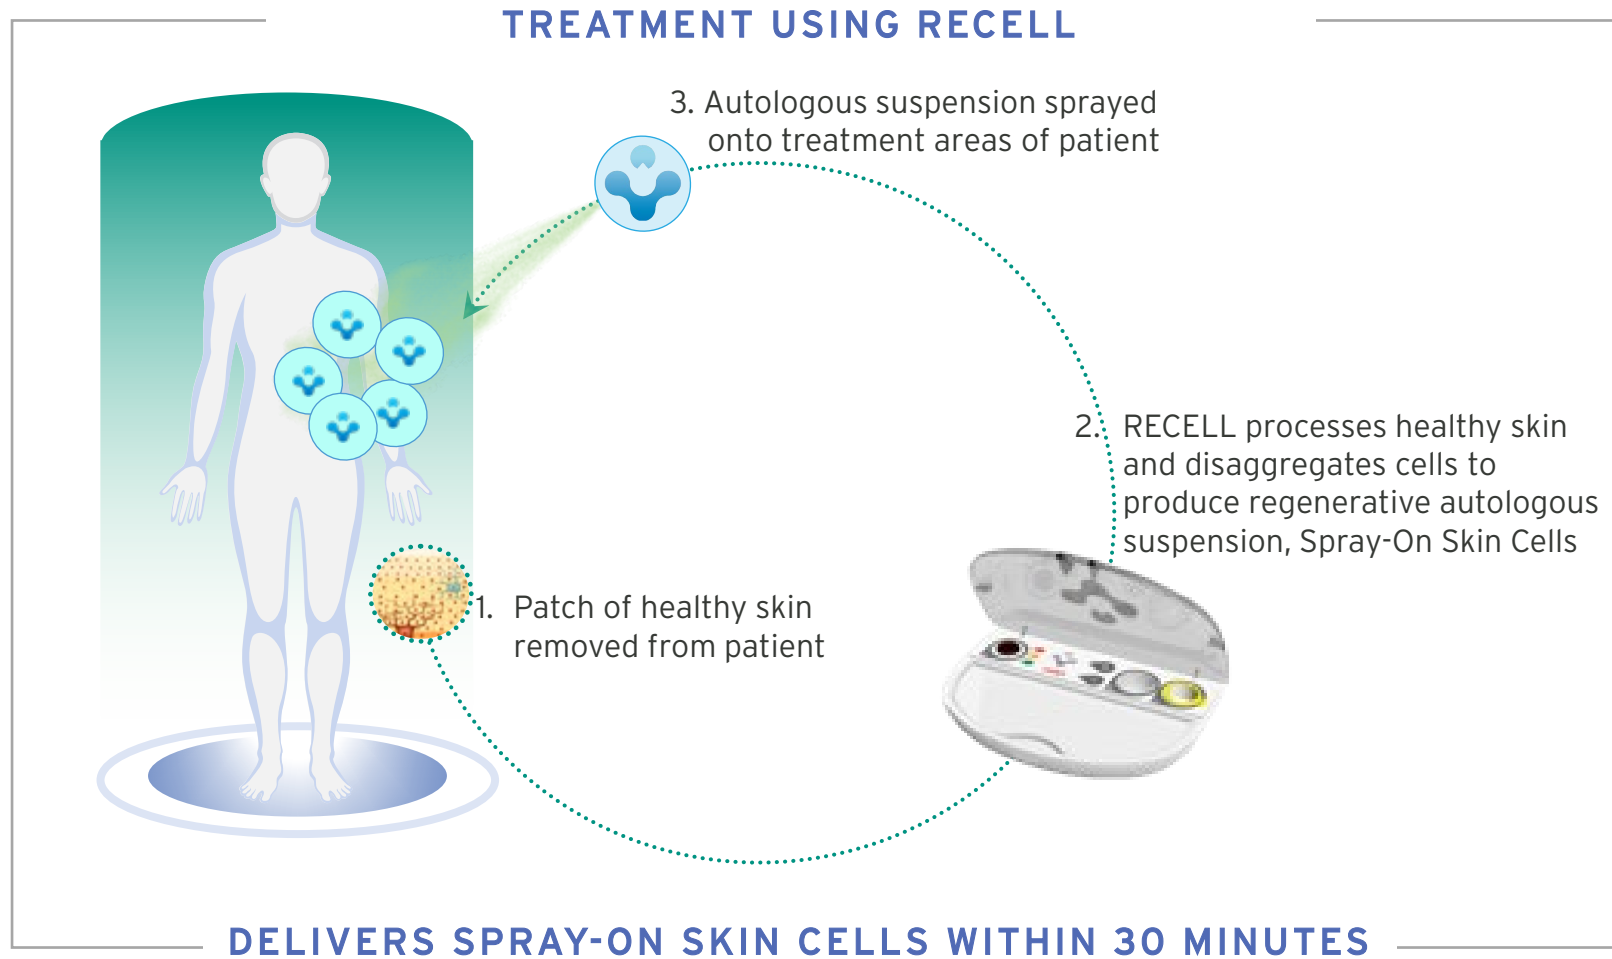 TREATMENT USING RECELL
3. Autologous suspension sprayed
onto treatment areas of patient
2. RECELL processes healthy skin
and disaggregates cells to
produce regenerative autologous
suspension, Spray-On Skin Cells
1. Patch of healthy skin
removed from patient
DELIVERS SPRAY-ON SKIN CELLS WITHIN 30 MINUTES